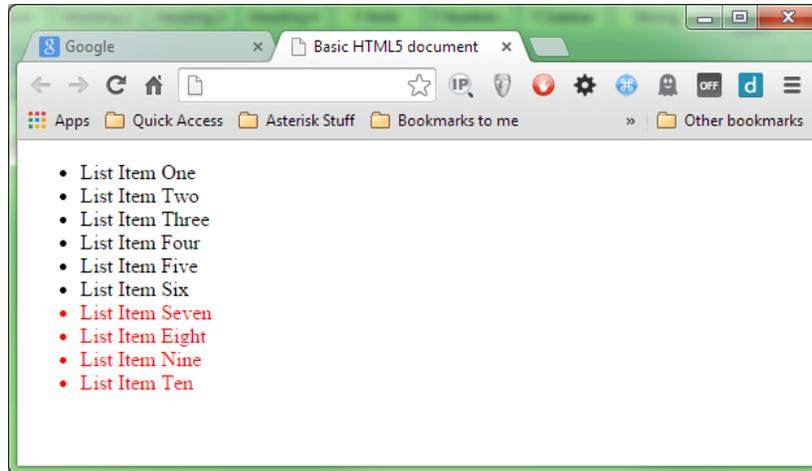 Google
Basic HTML5 document
IP
OFF
d
Apps
Quick Access
Asterisk Stuff
Bookmarks to me
»
Other bookmarks
• List Item One
• List Item Two
• List Item Three
• List Item Four
• List Item Five
• List Item Six
• List Item Seven
• List Item Eight
• List Item Nine
• List Item Ten